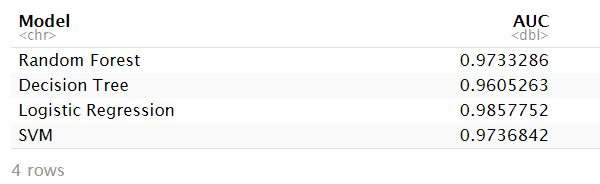 Model AUC
<chr> <dbl>
Random Forest 0.9733286
Decision Tree 0.9605263
Logistic Regression 0.9857752
SVM 0.9736842
4 rows